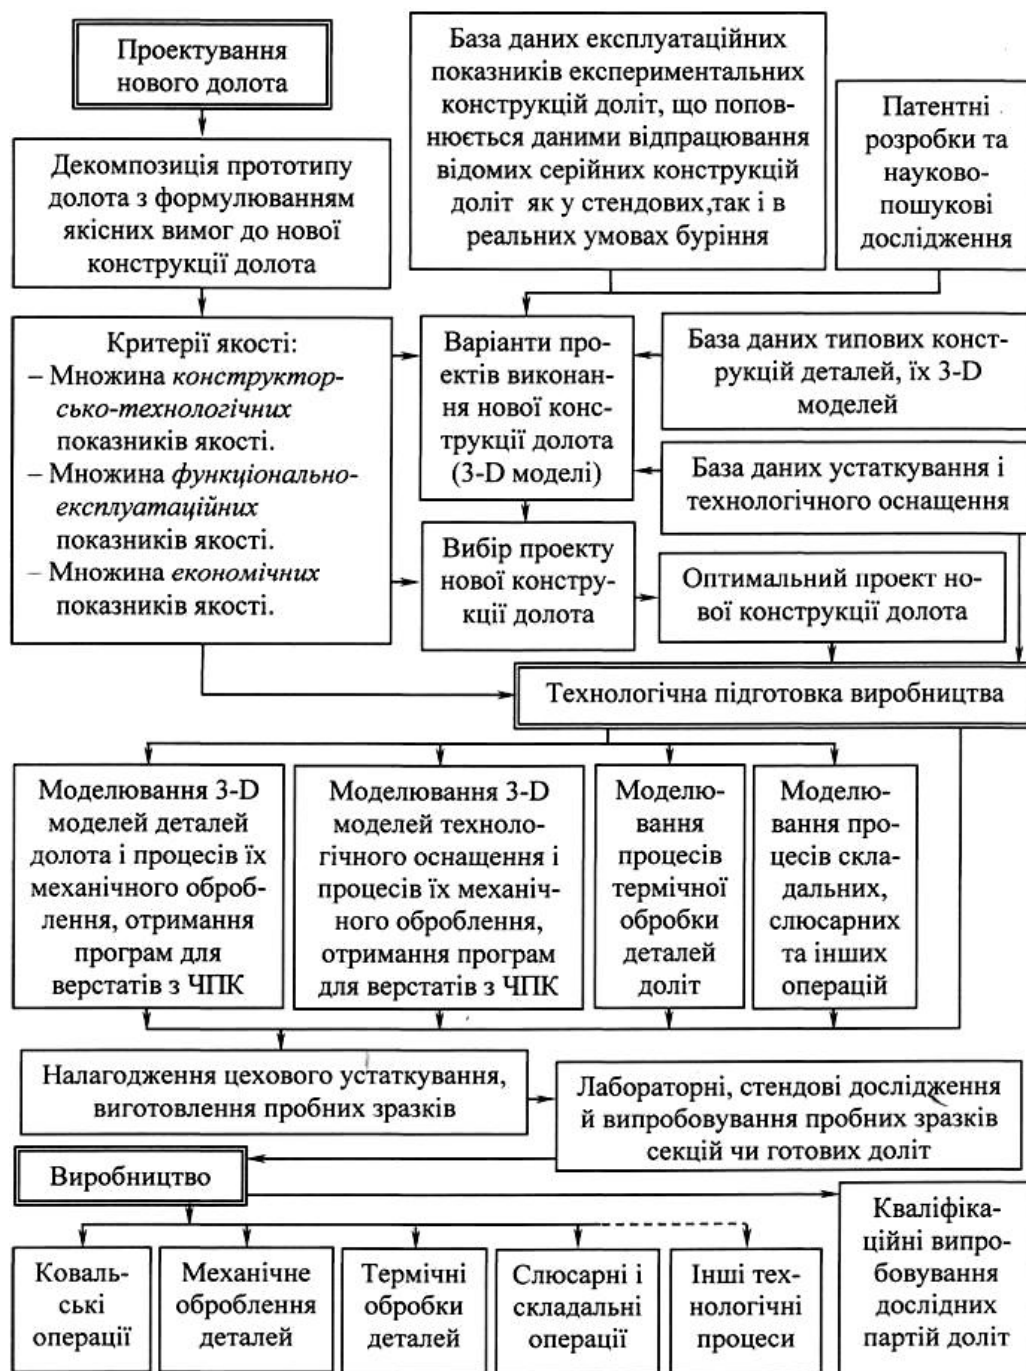 Проектування
нового долота
База даних експлуатаційних
показників експериментальних
конструкцій доліт, що попов-
нюється даними відпрацювання
відомих серійних конструкцій
доліт як у стендових,так і в
реальних умовах буріння
Патентні
розробки та
науково-
пошукові
дослідження
Декомпозиція прототипу
долота з формулюванням
якісних вимог до нової
конструкції долота
Критерії якості:
– Множина конструктор-
сько-технологічних
показників якості.
– Множина функціонально-
експлуатаційних
показників якості.
– Множина економічних
показників якості.
Варіанти про-
ектів виконан-
ня нової конс-
трукції долота
(3-D моделі)
База даних типових конст-
рукцій деталей, їх 3-D
моделей
База даних устаткування і
технологічного оснащення
Вибір проекту
нової констру-
кції долота
Оптимальний проект но-
вої конструкції долота
Технологічна підготовка виробництва
Моделювання 3-D
моделей деталей
долота і процесів їх
механічного оброб-
лення, отримання
програм для
верстатів з ЧПК
Моделювання 3-D
моделей техноло-
гічного оснащення і
процесів їх механіч-
ного оброблення,
отримання програм
для верстатів з ЧПК
Моделю-
вання
процесів
термічної
обробки
деталей
доліт
Моделю-
вання про-
цесів скла-
дальних,
слюсарних
та інших
операцій
Налагодження цехового устаткування,
виготовлення пробних зразків
Лабораторні, стендові дослідження
й випробовування пробних зразків
секцій чи готових доліт
Виробництво
Коваль-
ські
операції
Механічне
оброблення
деталей
Термічні
обробки
деталей
Слюсарні і
складальні
операції
Інші тех-
нологічні
процеси
Кваліфіка-
ційні випро-
бовування
дослідних
партій доліт